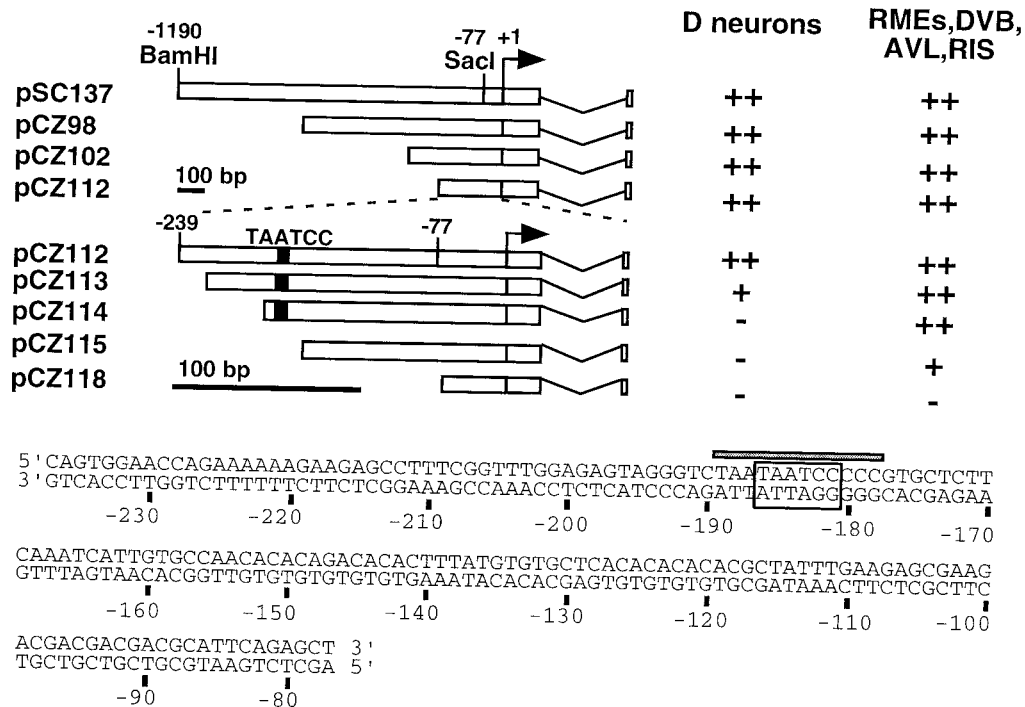 D neurons
RMEs,DVB,
AVL,RIS
-1190
BamHI
-77
SacI
+1
pSC137 ++ ++
pCZ98 ++ ++
pCZ102 ++ ++
100 bp
pCZ112 ++ ++
-239
TAATCC
-77
pCZ112 ++ ++
pCZ113 + ++
pCZ114 - ++
pCZ115 - +
100 bp
pCZ118 - -
5'CAGTGGAACCAGAAAAAAGAAGAGCCTTTCGGTTTGGAGAGTAGGGTCTAATAATCCCCCGTGCTCTT
3'GTCACCTTGGTCTTTTTTCTTCTCGGAAAGCCAAACCTCTCATCCCAGATTATTAGGGGGCACGAGAA
-230 -220 -210 -200 -190 -180 -170
CAAATCATTGTGCCAACACACAGACACACTTTATGTGTGCTCACACACACACGCTATTTGAAGAGCGAAG
GTTTAGTAACACGGTTGTGTGTGTGTGTGAAATACACACGAGTGTGTGTGTGCGATAAACTTCTCGCTTC
-160 -150 -140 -130 -120 -110 -100
ACGACGACGACGCATTCAGAGCT 3'
TGCTGCTGCTGCGTAAGTCTCGA 5'
-90 -80